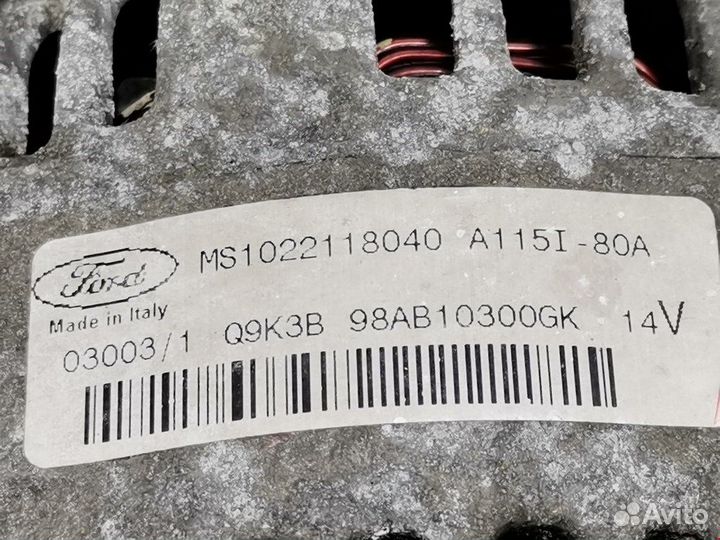 Ford
MS1022118040 A115I-80A
Made in Italy
03003/1 Q9K3B 98AB10300GK 14V
Avito